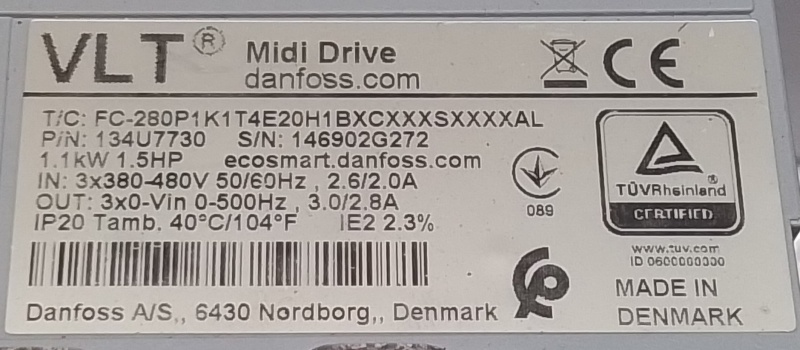 VLT® Midi Drive
danfoss.com
CE
T/C: FC-280P1K1T4E20H1BXCXXXSXXXXAL
P/N: 134U7730 S/N: 146902G272
1.1kW 1.5HP ecosmart.danfoss.com
IN: 3x380-480V 50/60Hz , 2.6/2.0A
OUT: 3x0-Vin 0-500Hz , 3.0/2.8A
IP20 Tamb. 40°C/104°F IE2 2.3%
089
TÜVRheinland®
CERTIFIED
www.tuv.com
ID 0600000000
MADE IN
DENMARK
Danfoss A/S,, 6430 Nordborg,, Denmark